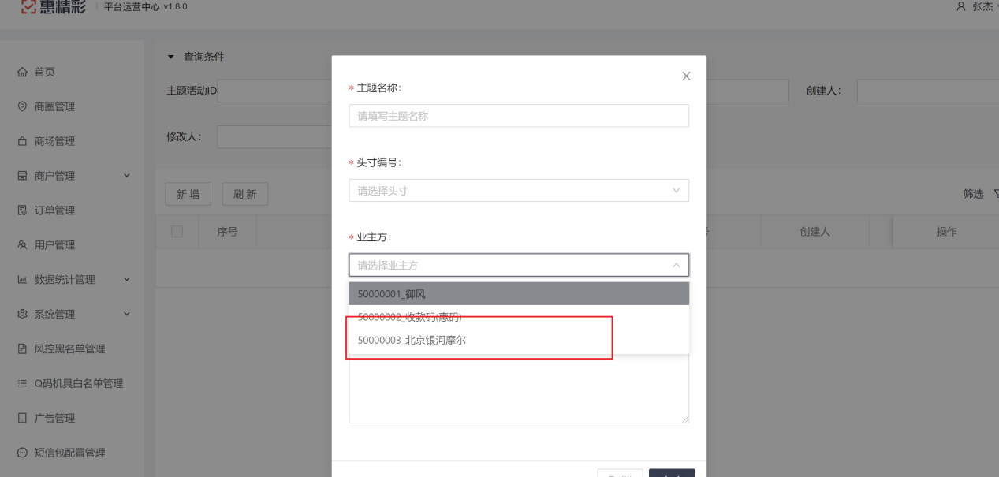 惠精彩 平台运营中心 v1.8.0 张杰
首页
商圈管理
商场管理
商户管理
订单管理
用户管理
数据统计管理
系统管理
风控黑名单管理
Q码机具白名单管理
广告管理
短信包配置管理
查询条件
主题活动ID
创建人：
修改人：
新 增 刷 新 筛选
序号 创建人 操作
* 主题名称：
请填写主题名称
* 头寸编号：
请选择头寸
* 业主方：
请选择业主方
50000001_御风
50000002_收款码(惠码)
50000003_北京银河摩尔